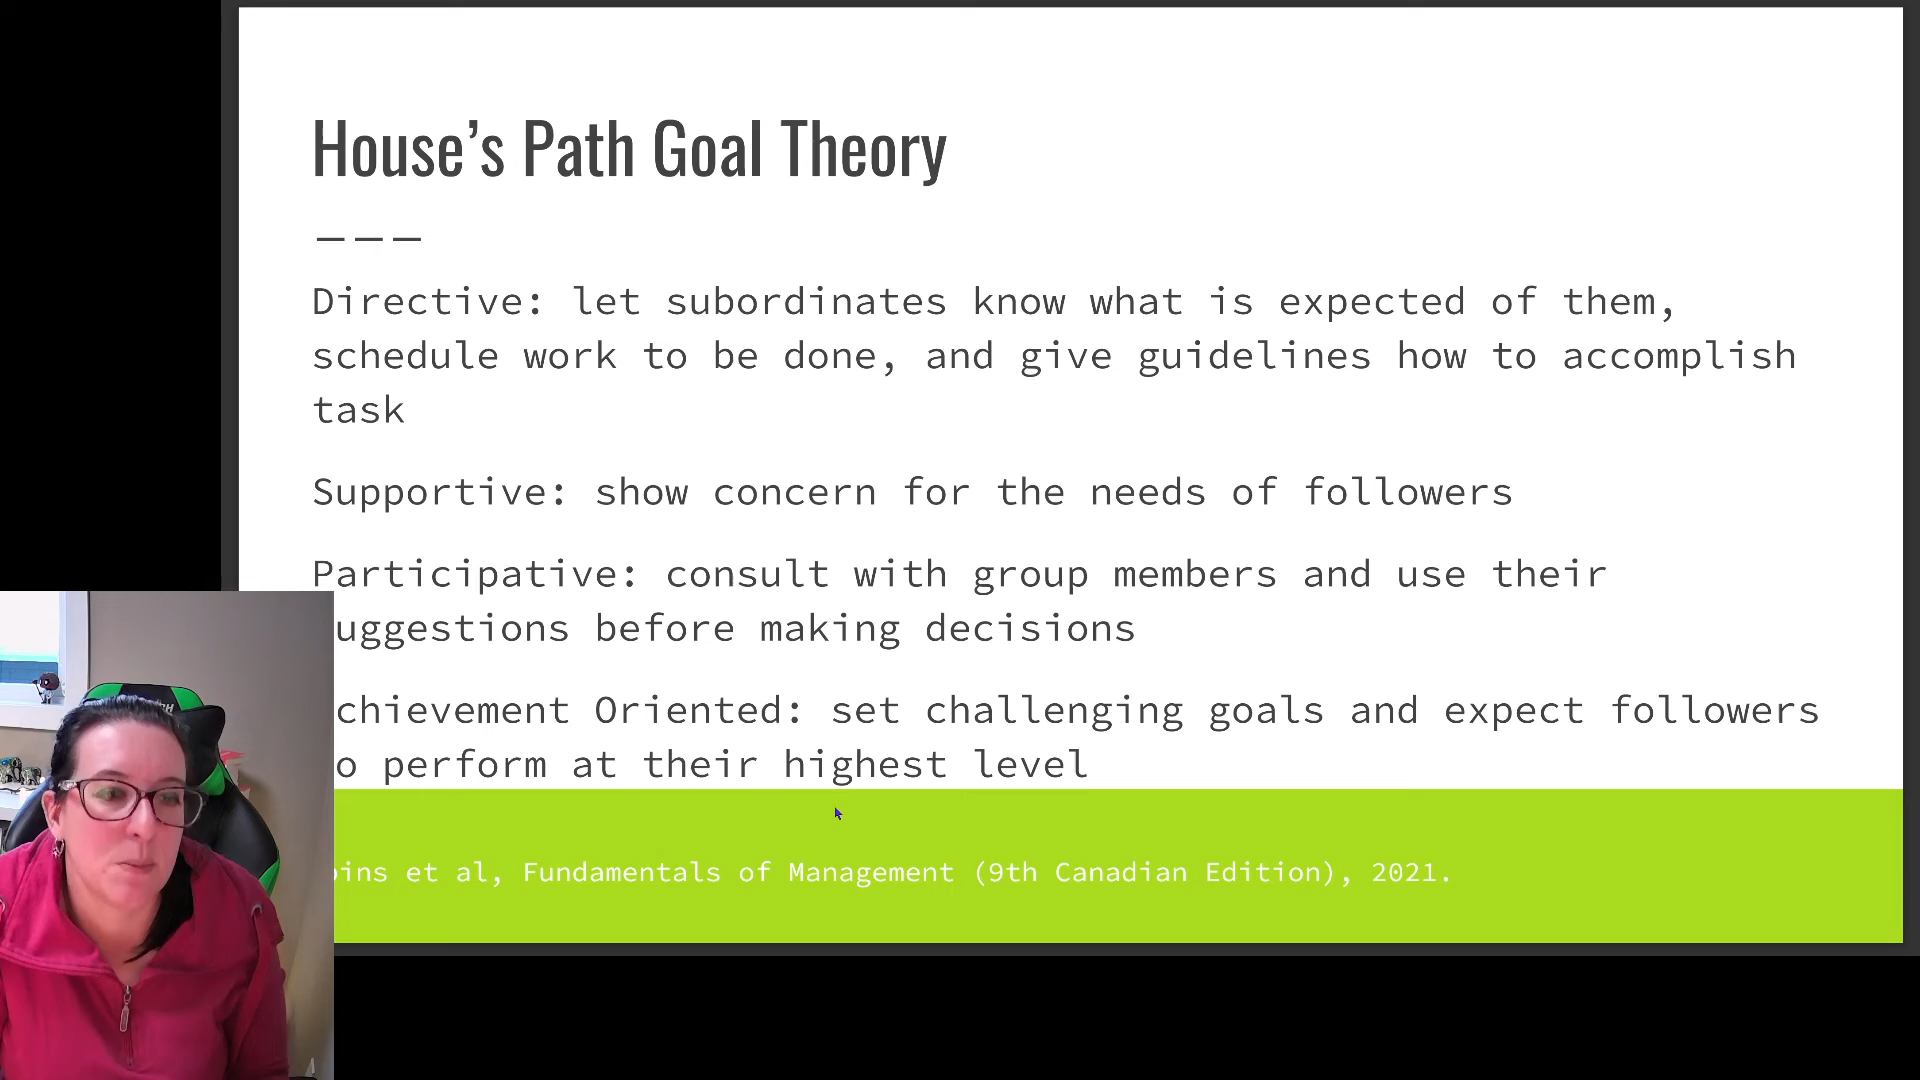 House’s Path Goal Theory
———
Directive: let subordinates know what is expected of them,
schedule work to be done, and give guidelines how to accomplish
task
Supportive: show concern for the needs of followers
Participative: consult with group members and use their
uggestions before making decisions
chievement Oriented: set challenging goals and expect followers
o perform at their highest level
bins et al, Fundamentals of Management (9th Canadian Edition), 2021.